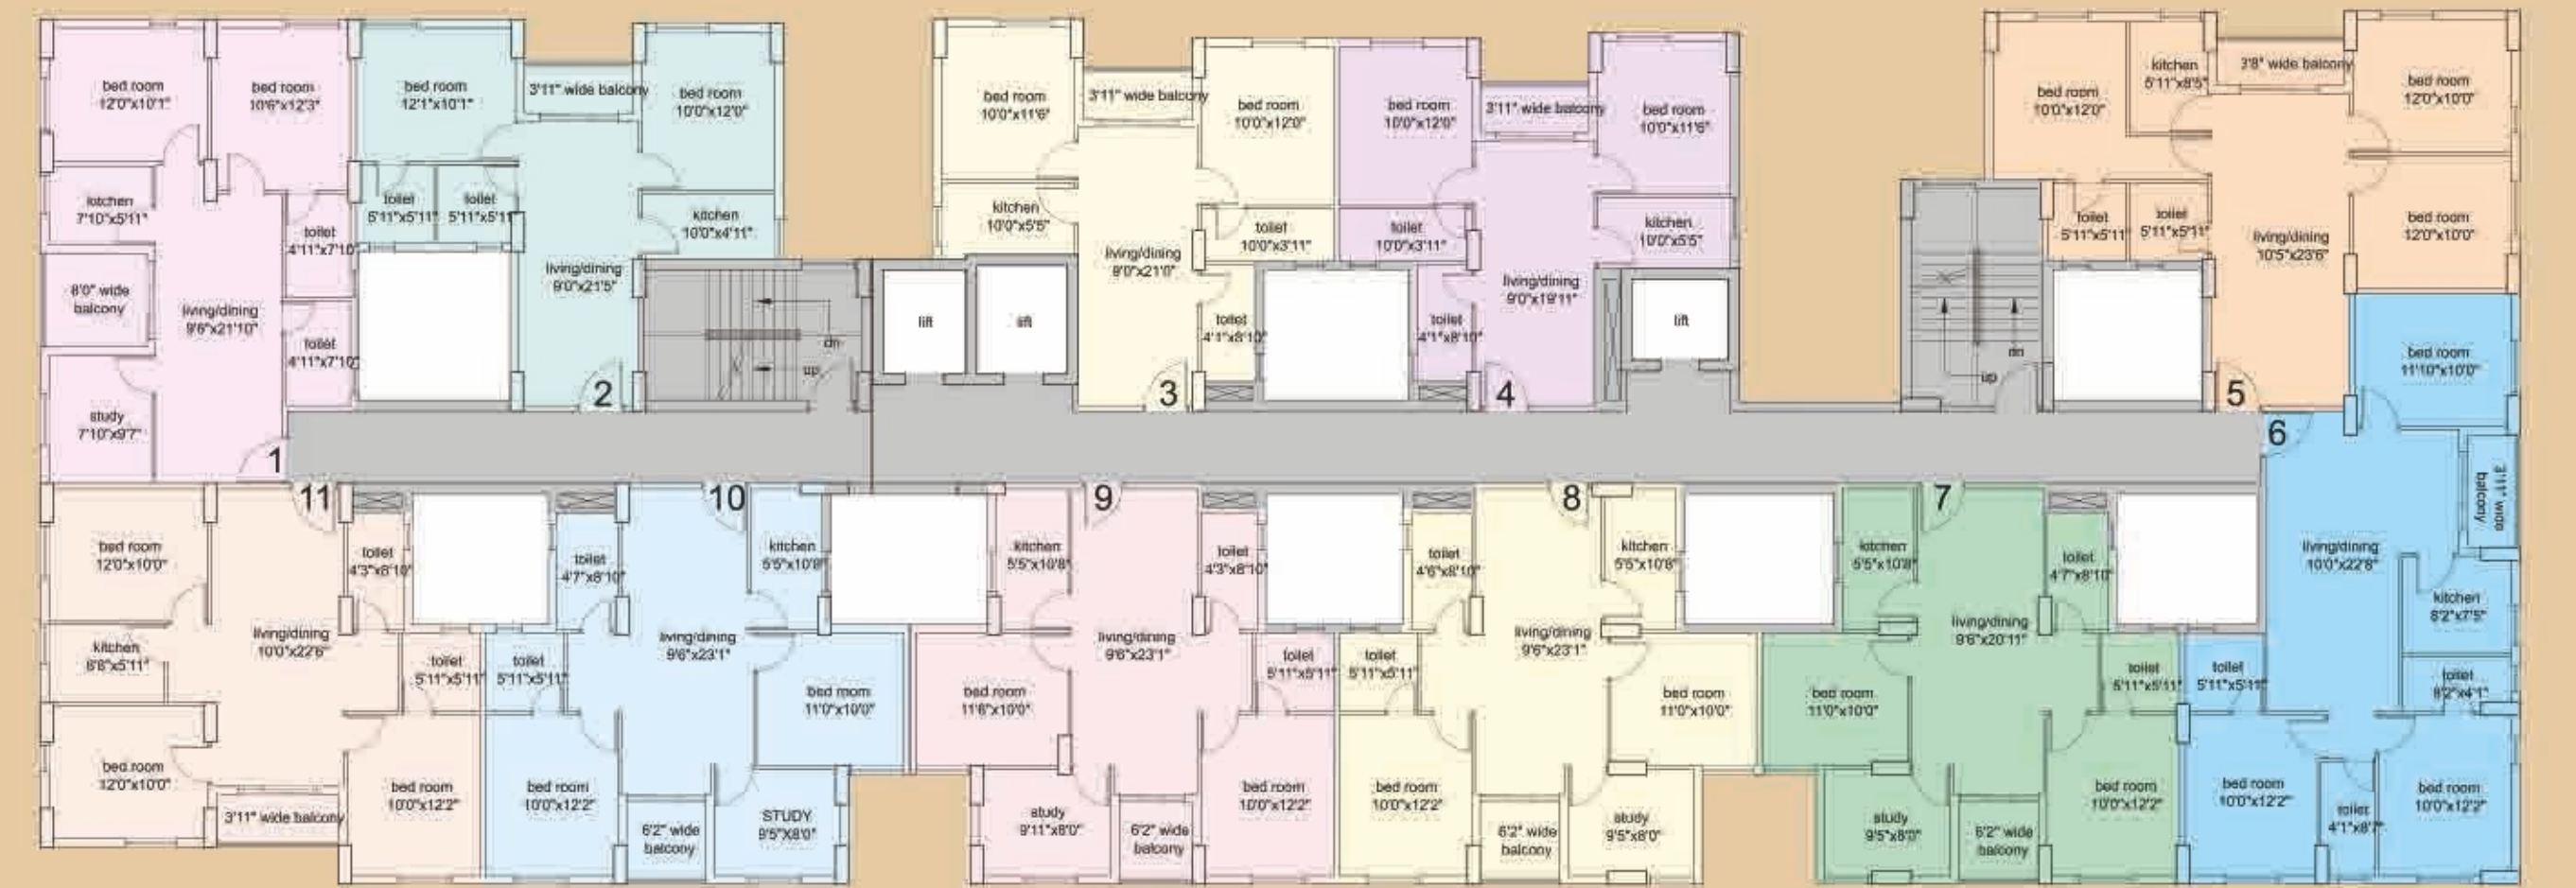 bed room
12'0"x10'1"
bed room
10'6"x12'3"
kitchen
7'10"x5'11"
toilet
4'11"x7'10"
8'0" wide
balcony
living/dining
9'6"x21'10"
toilet
4'11"x7'10"
study
7'10"x9'7"
1
bed room
12'1"x10'1"
3'11" wide balcony
bed room
10'0"x12'0"
toilet
5'11"x5'11"
toilet
5'11"x5'11"
kitchen
10'0"x4'11"
living/dining
9'0"x21'5"
2
dn
up
lift
lift
bed room
10'0"x11'6"
3'11" wide balcony
bed room
10'0"x12'0"
kitchen
10'0"x5'5"
toilet
10'0"x3'11"
living/dining
9'0"x21'0"
toilet
4'1"x8'10"
3
bed room
10'0"x12'0"
3'11" wide balcony
bed room
10'0"x11'6"
toilet
10'0"x3'11"
kitchen
10'0"x5'5"
living/dining
9'0"x19'11"
toilet
4'1"x8'10"
4
lift
dn
up
bed room
10'0"x12'0"
kitchen
5'11"x8'5"
3'8" wide balcony
bed room
12'0"x10'0"
toilet
5'11"x5'11"
toilet
5'11"x5'11"
living/dining
10'5"x23'6"
bed room
12'0"x10'0"
5
bed room
11'10"x10'0"
6
3'11" wide
balcony
living/dining
10'0"x22'8"
kitchen
8'2"x7'5"
toilet
5'11"x5'11"
toilet
8'2"x4'1"
bed room
10'0"x12'2"
toilet
4'1"x8'7"
bed room
10'0"x12'2"
11
bed room
12'0"x10'0"
toilet
4'3"x8'10"
kitchen
8'8"x5'11"
living/dining
10'0"x22'6"
toilet
5'11"x5'11"
bed room
12'0"x10'0"
bed room
10'0"x12'2"
3'11" wide balcony
10
toilet
4'7"x8'10"
kitchen
5'5"x10'8"
living/dining
9'6"x23'1"
toilet
5'11"x5'11"
bed room
11'0"x10'0"
bed room
10'0"x12'2"
6'2" wide
balcony
STUDY
9'5"X8'0"
9
kitchen
5'5"x10'8"
toilet
4'3"x8'10"
living/dining
9'6"x23'1"
toilet
5'11"x5'11"
bed room
11'6"x10'0"
study
9'11"x8'0"
6'2" wide
balcony
bed room
10'0"x12'2"
8
toilet
4'6"x8'10"
kitchen
5'5"x10'8"
living/dining
9'6"x23'1"
toilet
5'11"x5'11"
bed room
11'0"x10'0"
bed room
10'0"x12'2"
6'2" wide
balcony
study
9'5"x8'0"
7
kitchen
5'5"x10'8"
toilet
4'7"x8'10"
living/dining
9'6"x20'11"
toilet
5'11"x5'11"
bed room
11'0"x10'0"
study
9'5"x8'0"
6'2" wide
balcony
bed room
10'0"x12'2"